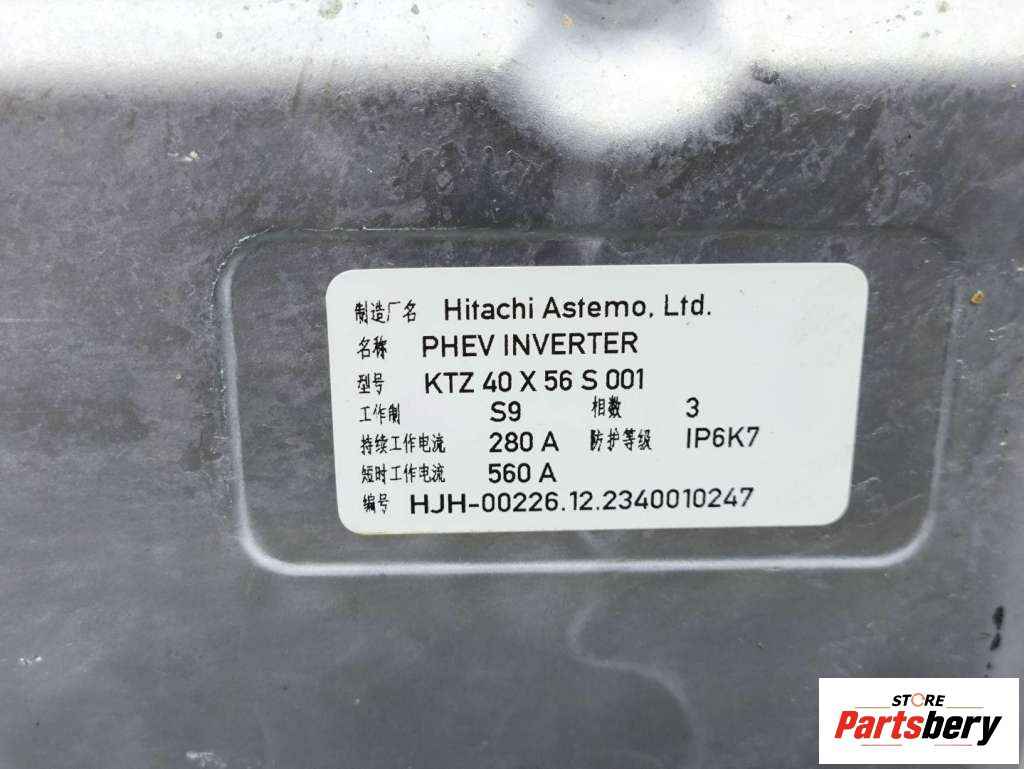 制造厂名 Hitachi Astemo, Ltd.
名称 PHEV INVERTER
型号 KTZ 40 X 56 S 001
工作制 S9 相数 3
持续工作电流 280 A 防护等级 IP6K7
短时工作电流 560 A
编号 HJH-00226.12.2340010247
STORE
Partsbery